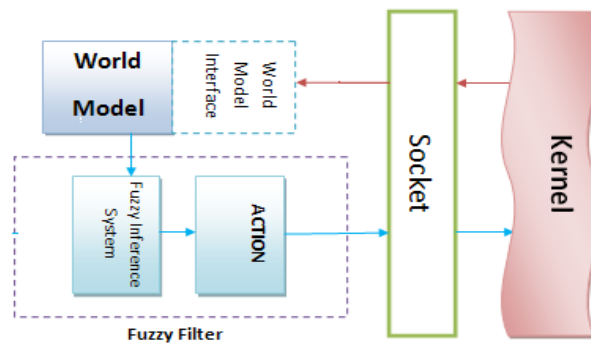 World
Model
World
Model
Interface
Socket
Kernel
Fuzzy Inference
System
ACTION
Fuzzy Filter